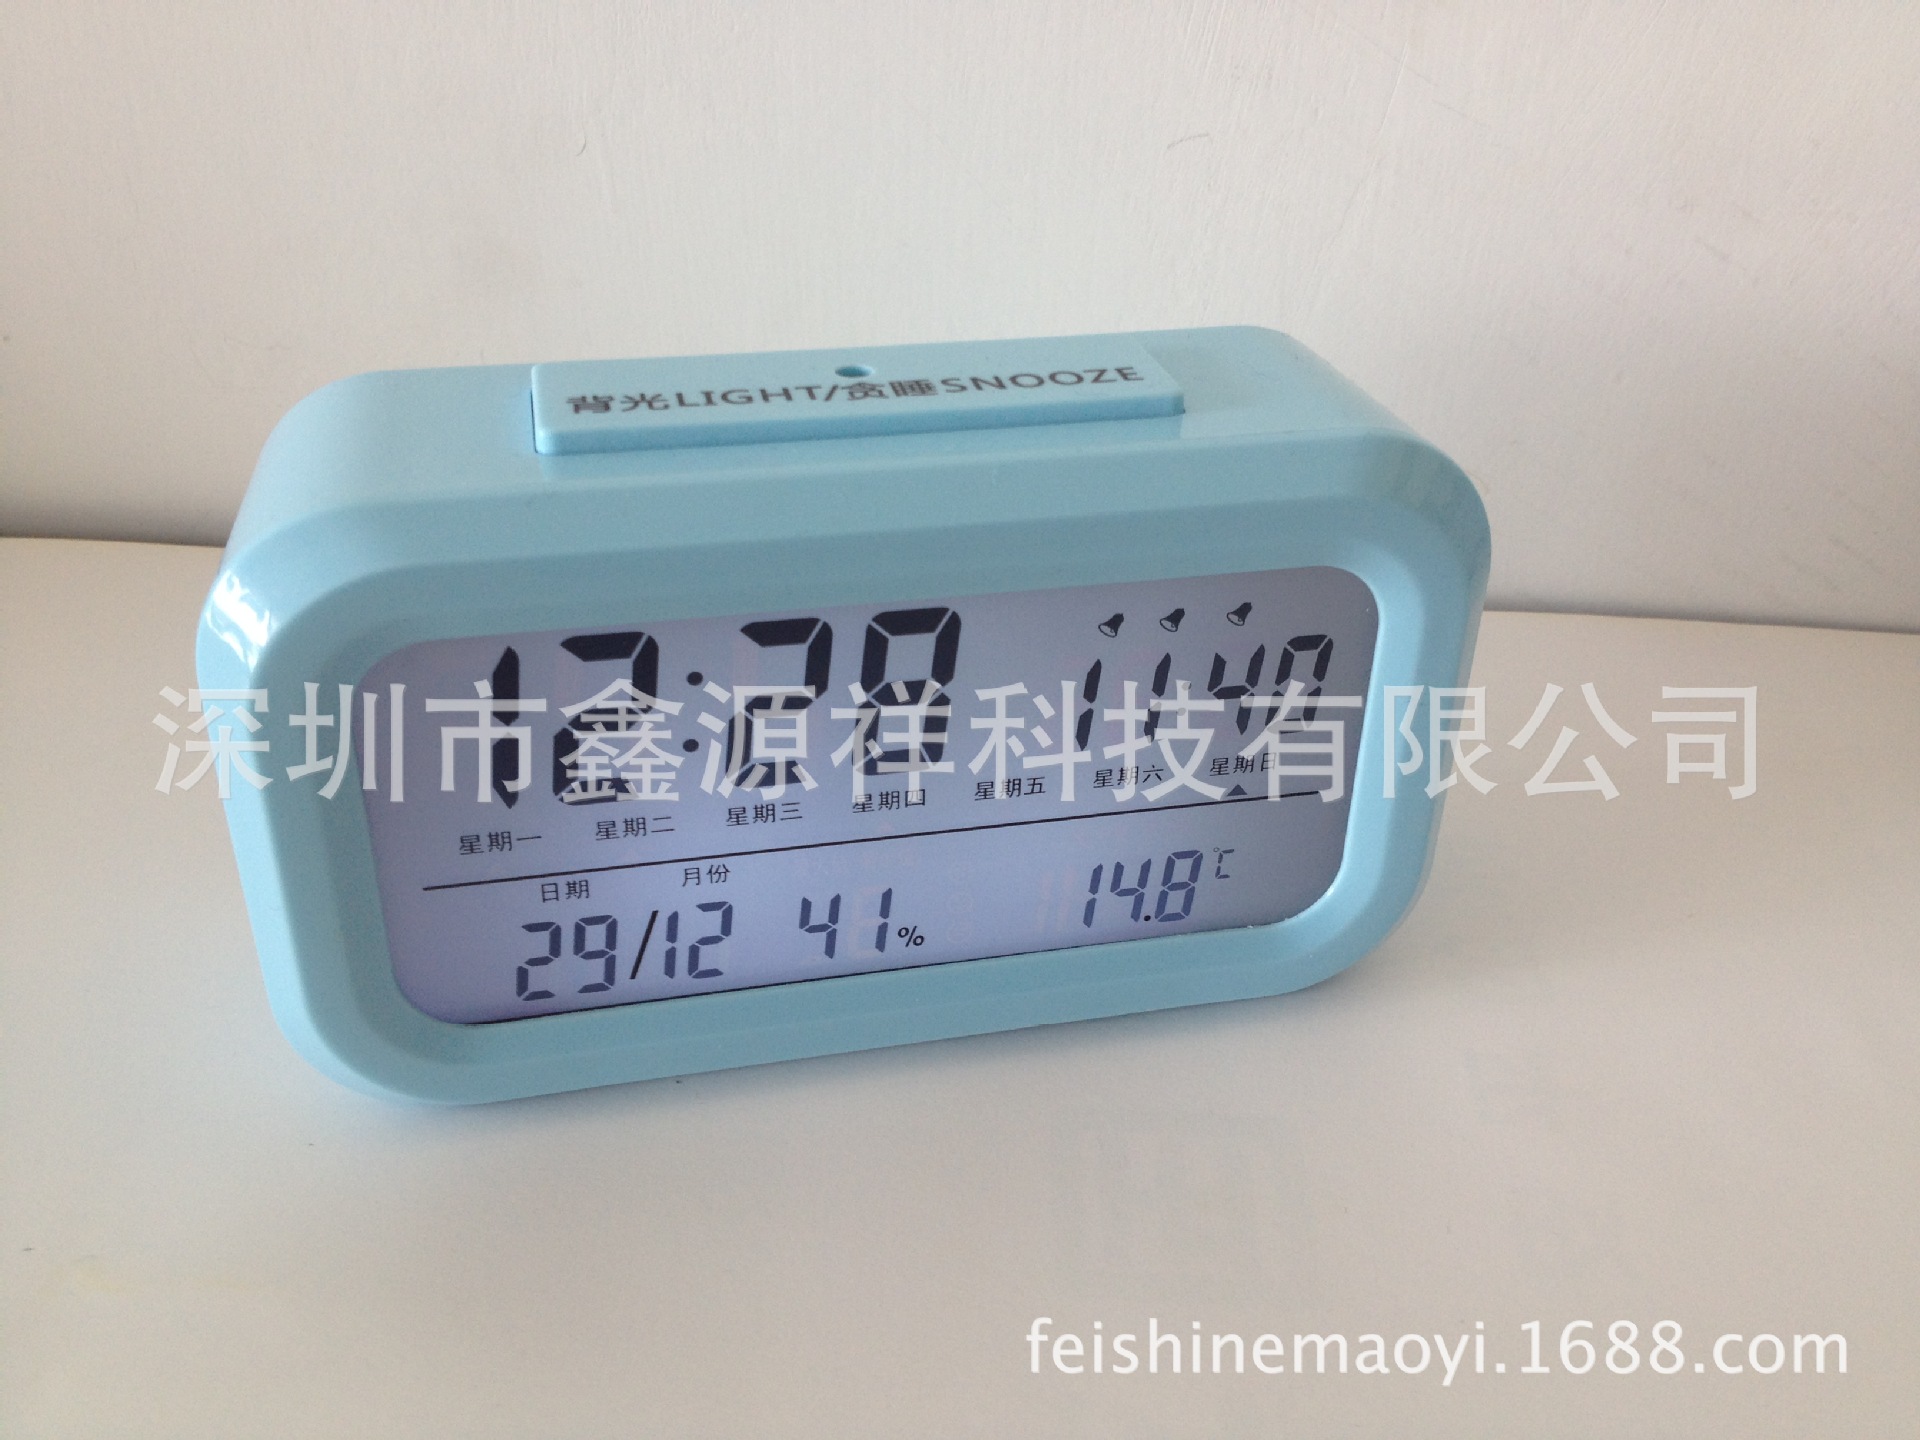 背光LIGHT/贪睡SNOOZE
12:28
11:40
星期一 星期二 星期三 星期四 星期五 星期六 星期日
日期 月份
29/12 41% 14.8℃
深圳市鑫源祥科技有限公司
feishinemaoyi.1688.com